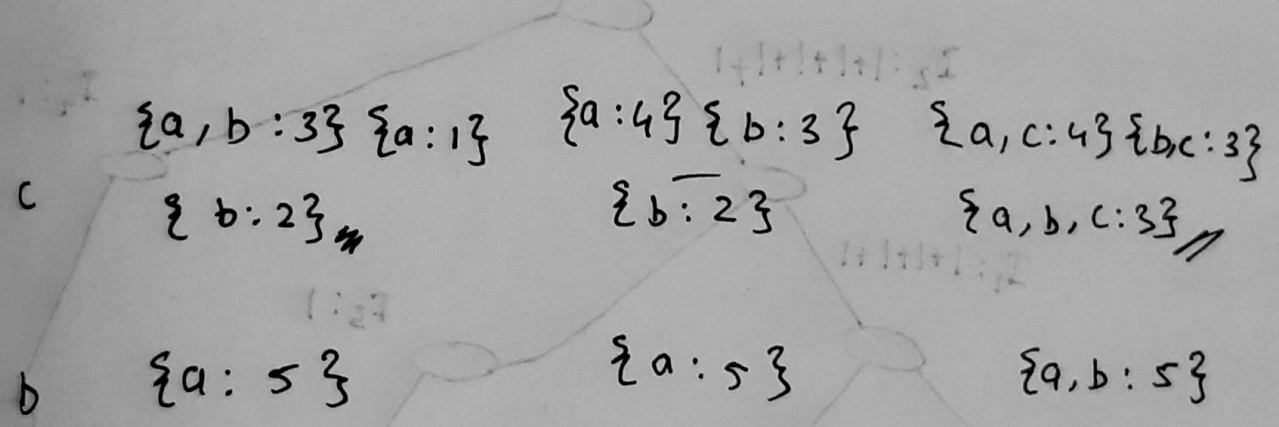 {a, b : 3} {a : 1} {a : 4} {b : 3} {a, c : 4} {b,c : 3}
c {b : 2} {b : 2} {a, b, c : 3}
b {a : 5} {a : 5} {a, b : 5}